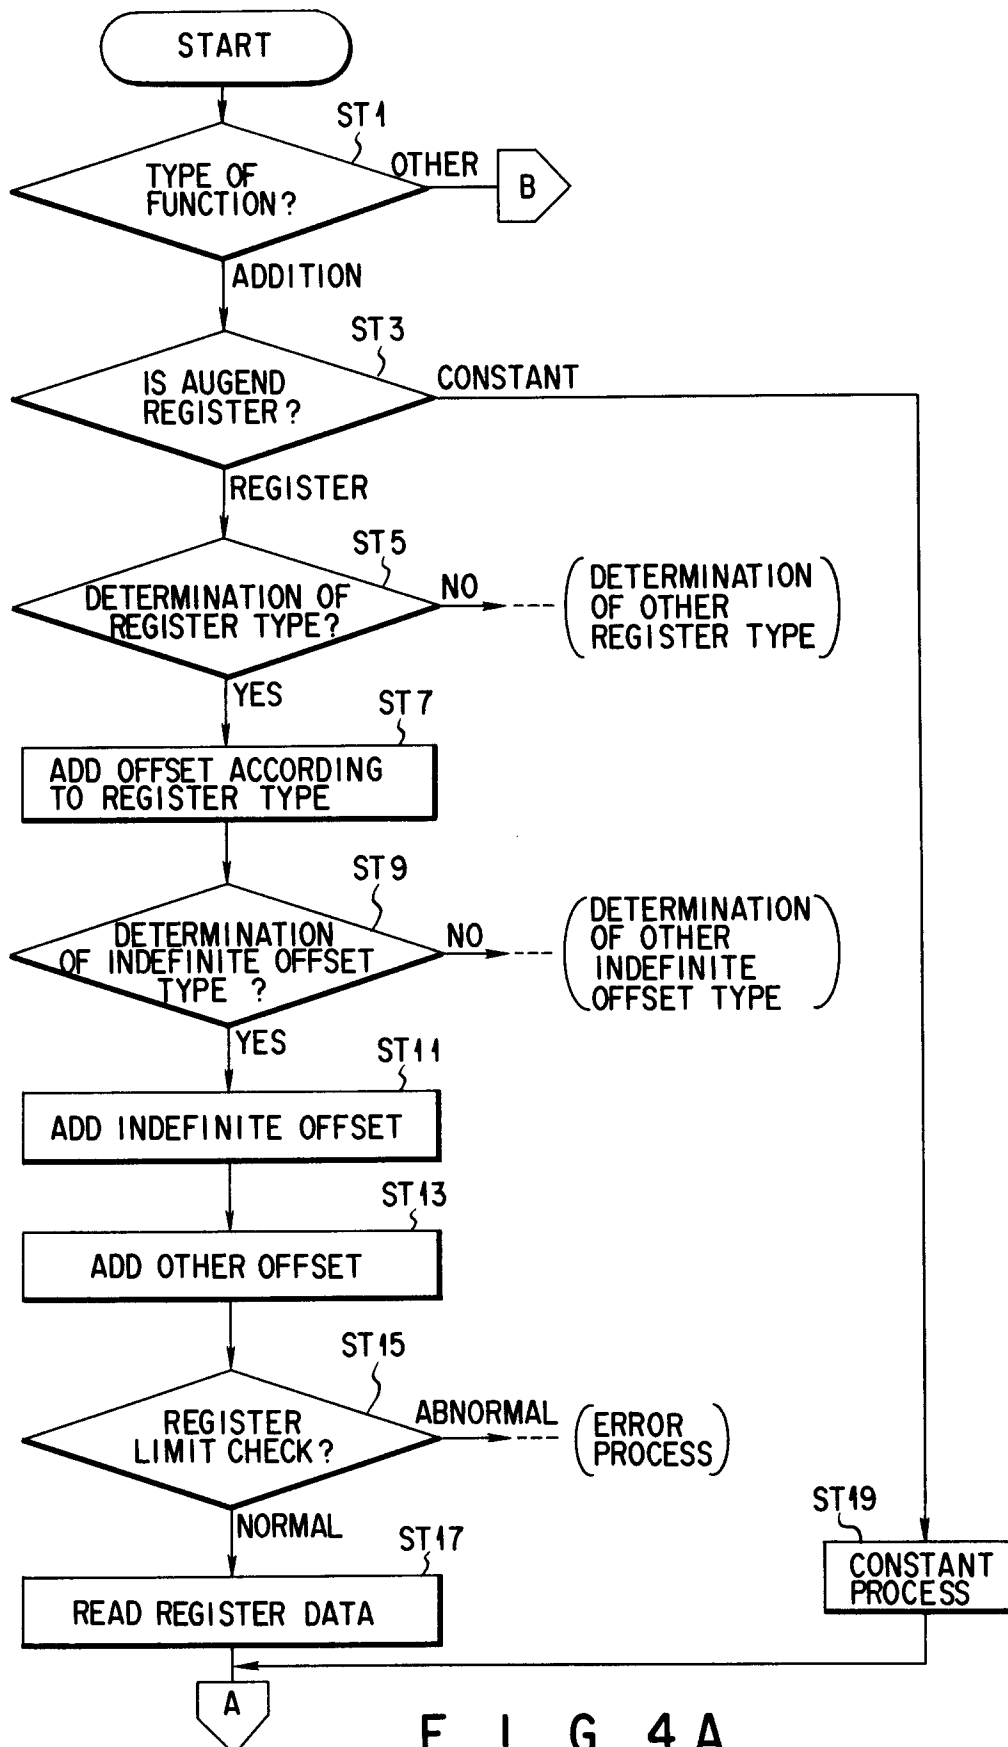 START
ST1
TYPE OF
FUNCTION?
OTHER
B
ADDITION
ST3
IS AUGEND
REGISTER?
CONSTANT
REGISTER
ST5
DETERMINATION OF
REGISTER TYPE?
NO
DETERMINATION
OF OTHER
REGISTER TYPE
YES
ST7
ADD OFFSET ACCORDING
TO REGISTER TYPE
ST9
DETERMINATION
OF INDEFINITE OFFSET
TYPE ?
NO
DETERMINATION
OF OTHER
INDEFINITE
OFFSET TYPE
YES
ST11
ADD INDEFINITE OFFSET
ST13
ADD OTHER OFFSET
ST15
REGISTER
LIMIT CHECK?
ABNORMAL
ERROR
PROCESS
NORMAL
ST17
READ REGISTER DATA
ST19
CONSTANT
PROCESS
A
FIG 4A